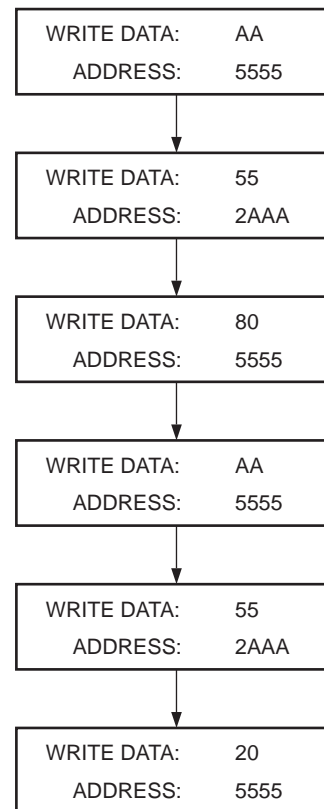 WRITE DATA: AA
ADDRESS: 5555
WRITE DATA: 55
ADDRESS: 2AAA
WRITE DATA: 80
ADDRESS: 5555
WRITE DATA: AA
ADDRESS: 5555
WRITE DATA: 55
ADDRESS: 2AAA
WRITE DATA: 20
ADDRESS: 5555